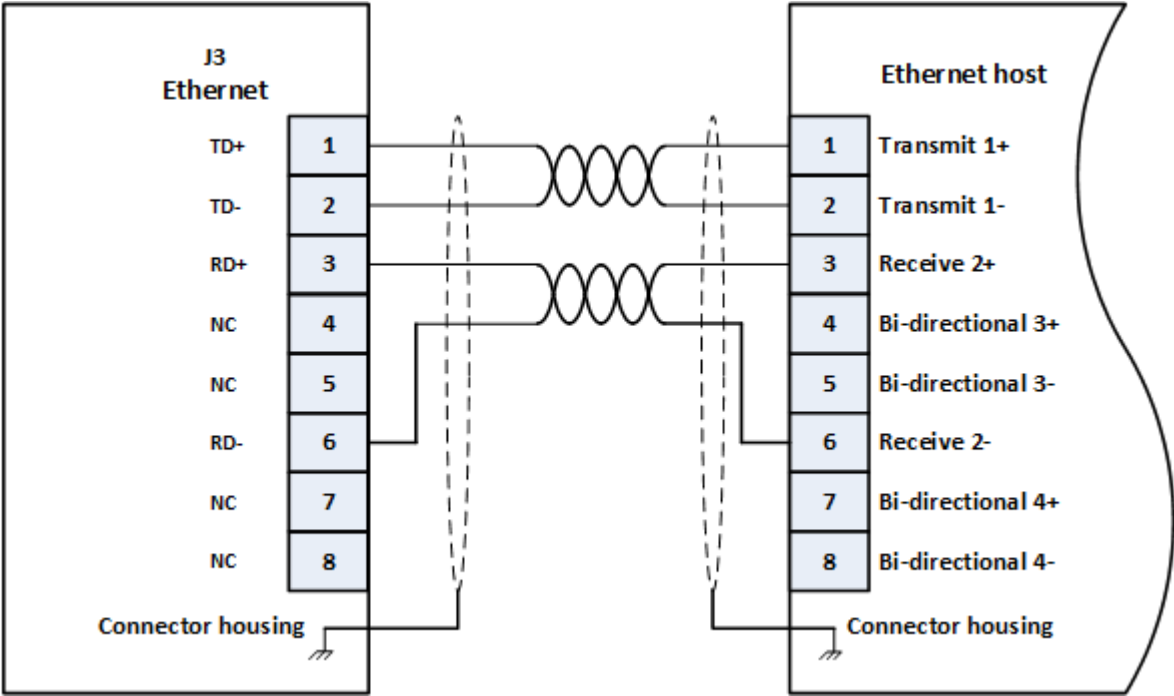 J3
Ethernet
Ethernet host
TD+ 1 1 Transmit 1+
TD- 2 2 Transmit 1-
RD+ 3 3 Receive 2+
NC 4 4 Bi-directional 3+
NC 5 5 Bi-directional 3-
RD- 6 6 Receive 2-
NC 7 7 Bi-directional 4+
NC 8 8 Bi-directional 4-
Connector housing Connector housing